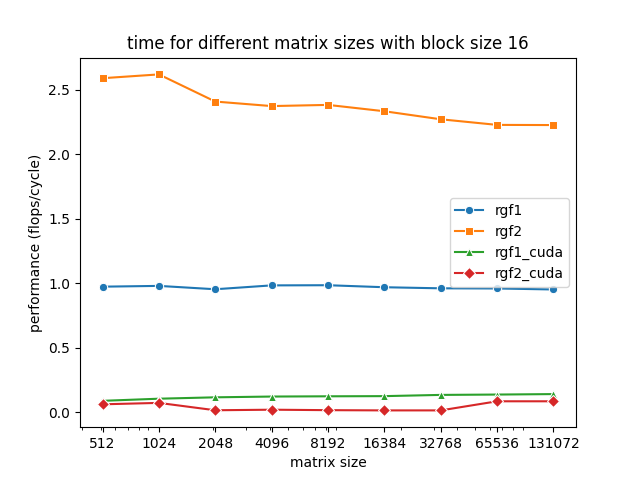 time for different matrix sizes with block size 16
performance (flops/cycle)
2.5
2.0
1.5
1.0
0.5
0.0
rgf1
rgf2
rgf1_cuda
rgf2_cuda
512 1024 2048 4096 8192 16384 32768 65536 131072
matrix size